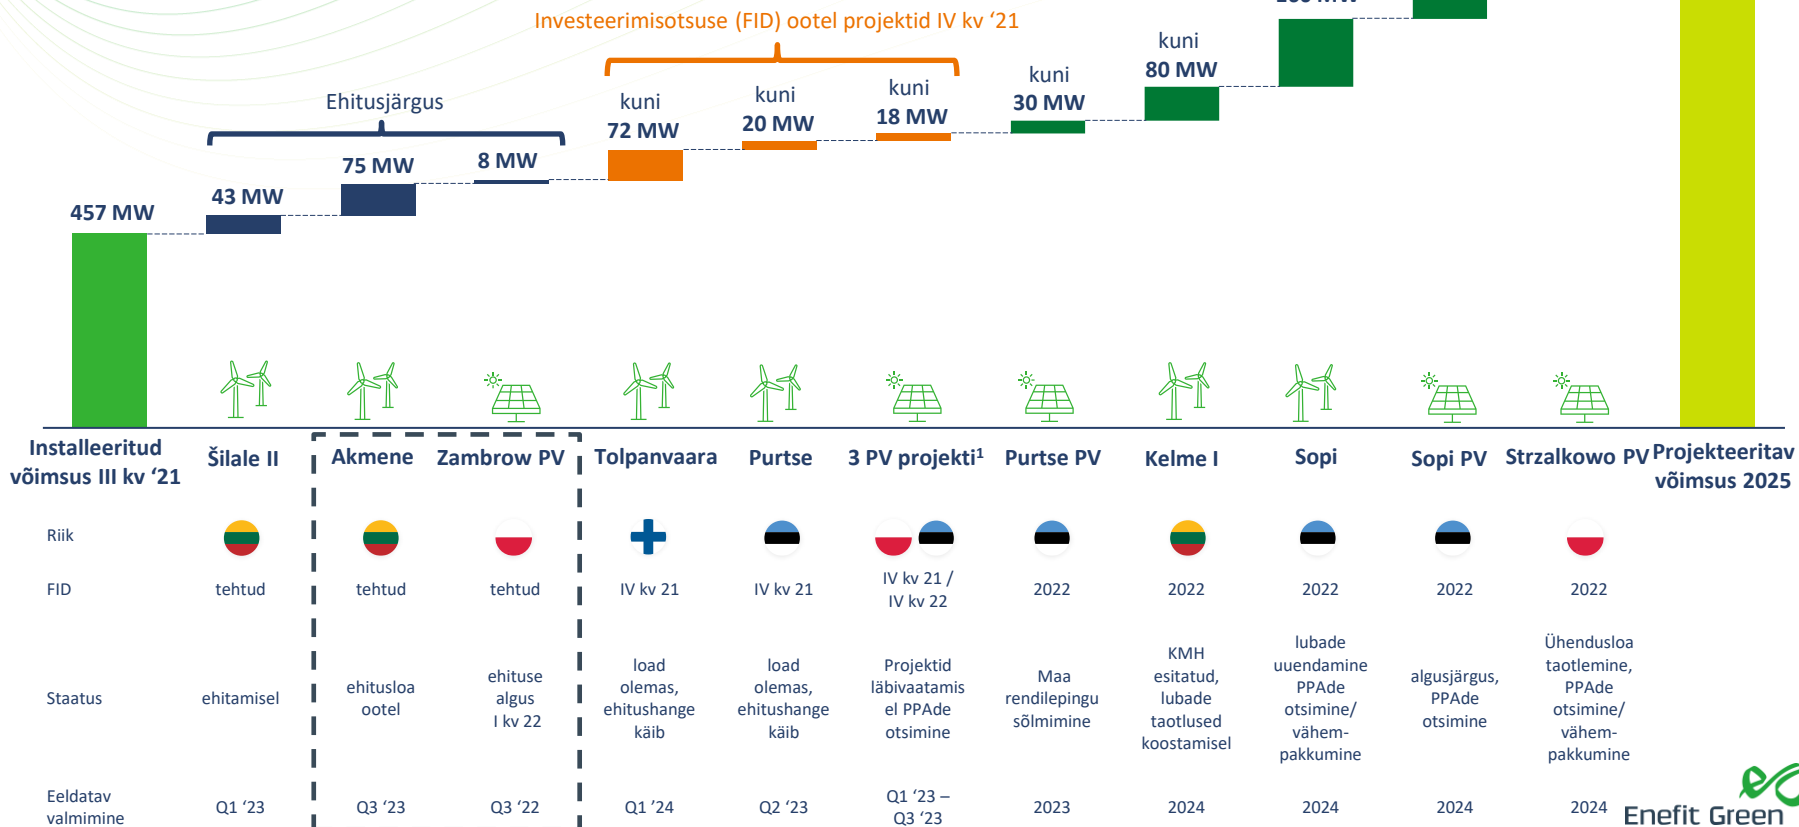 Investeerimisotsuse (FID) ootel projektid IV kv ‘21
Ehitusjärgus
457 MW
43 MW
75 MW
8 MW
kuni
72 MW
kuni
20 MW
kuni
18 MW
kuni
30 MW
kuni
80 MW
Installeeritud
võimsus III kv ‘21
Šilale II
Akmene
Zambrow PV
Tolpanvaara
Purtse
3 PV projekti¹
Purtse PV
Kelme I
Sopi
Sopi PV
Strzalkowo PV
Projekteeritav
võimsus 2025
Riik
FID
tehtud
tehtud
tehtud
IV kv 21
IV kv 21
IV kv 21 /
IV kv 22
2022
2022
2022
2022
2022
Staatus
ehitamisel
ehitusloa
ootel
ehituse
algus
I kv 22
load
olemas,
ehitushange
käib
load
olemas,
ehitushange
käib
Projektid
läbivaatamis
el PPAde
otsimine
Maa
rendilepingu
sõlmimine
KMH
esitatud,
lubade
taotlused
koostamisel
lubade
uuendamine
PPAde
otsimine/
vähem-
pakkumine
algusjärgus,
PPAde
otsimine
Ühendusloa
taotlemine,
PPAde
otsimine/
vähem-
pakkumine
Eeldatav
valmimine
Q1 ‘23
Q3 ‘23
Q3 ‘22
Q1 ’24
Q2 ‘23
Q1 ‘23 –
Q3 ‘23
2023
2024
2024
2024
2024
Enefit Green